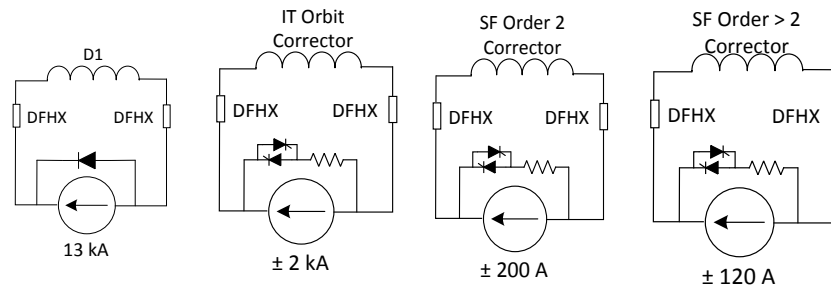 D1
DFHX
DFHX
13 kA
IT Orbit
Corrector
DFHX
DFHX
± 2 kA
SF Order 2
Corrector
DFHX
DFHX
± 200 A
SF Order > 2
Corrector
DFHX
DFHX
± 120 A